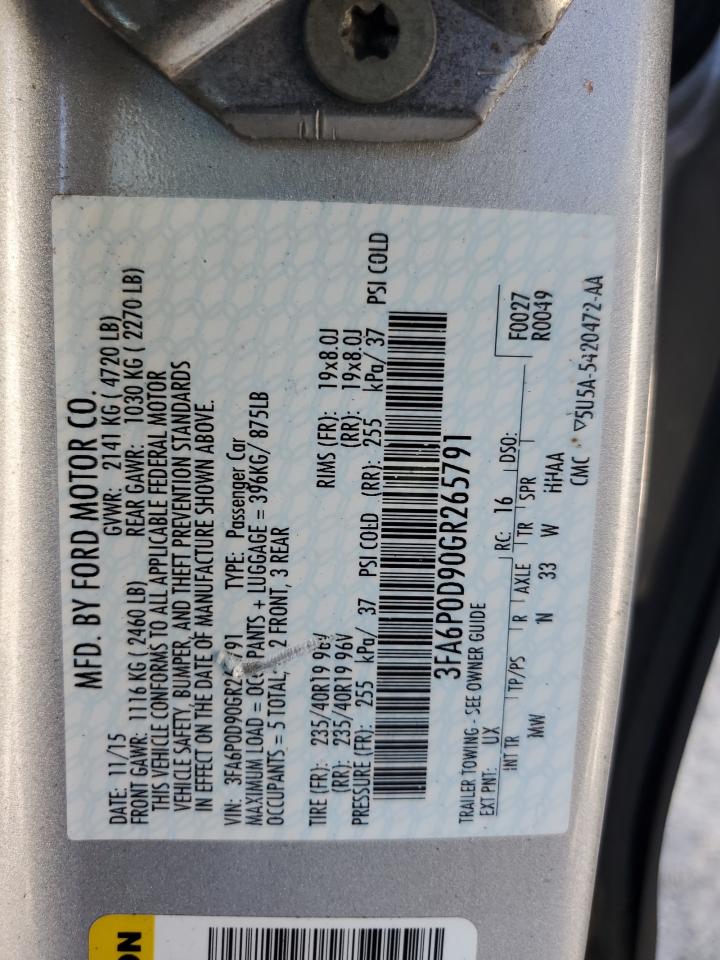 MFD. BY FORD MOTOR CO.
DATE: 11/15 GVWR: 2141 KG ( 4720 LB)
FRONT GAWR: 1116 KG ( 2460 LB) REAR GAWR: 1030 KG ( 2270 LB)
THIS VEHICLE CONFORMS TO ALL APPLICABLE FEDERAL MOTOR
VEHICLE SAFETY, BUMPER, AND THEFT PREVENTION STANDARDS
IN EFFECT ON THE DATE OF MANUFACTURE SHOWN ABOVE.
VIN: 3FA6P0D90GR265791 TYPE: Passenger Car
MAXIMUM LOAD = OCCUPANTS + LUGGAGE = 396KG/ 875LB
OCCUPANTS = 5 TOTAL; 2 FRONT, 3 REAR
TIRE (FR): 235/40R19 96V RIMS (FR): 19x8.0J
(RR): 235/40R19 96V (RR): 19x8.0J
PRESSURE (FR): 255 kPa/ 37 PSI COLD (RR): 255 kPa/ 37 PSI COLD
3FA6P0D90GR265791
TRAILER TOWING - SEE OWNER GUIDE
F0027
R0049
EXT PNT: UX RC: 16 DSO:
INT TR TP/PS R AXLE TR SPR
MW N 33 W HHAA
CMC ▽5U5A-5420472-AA
ON